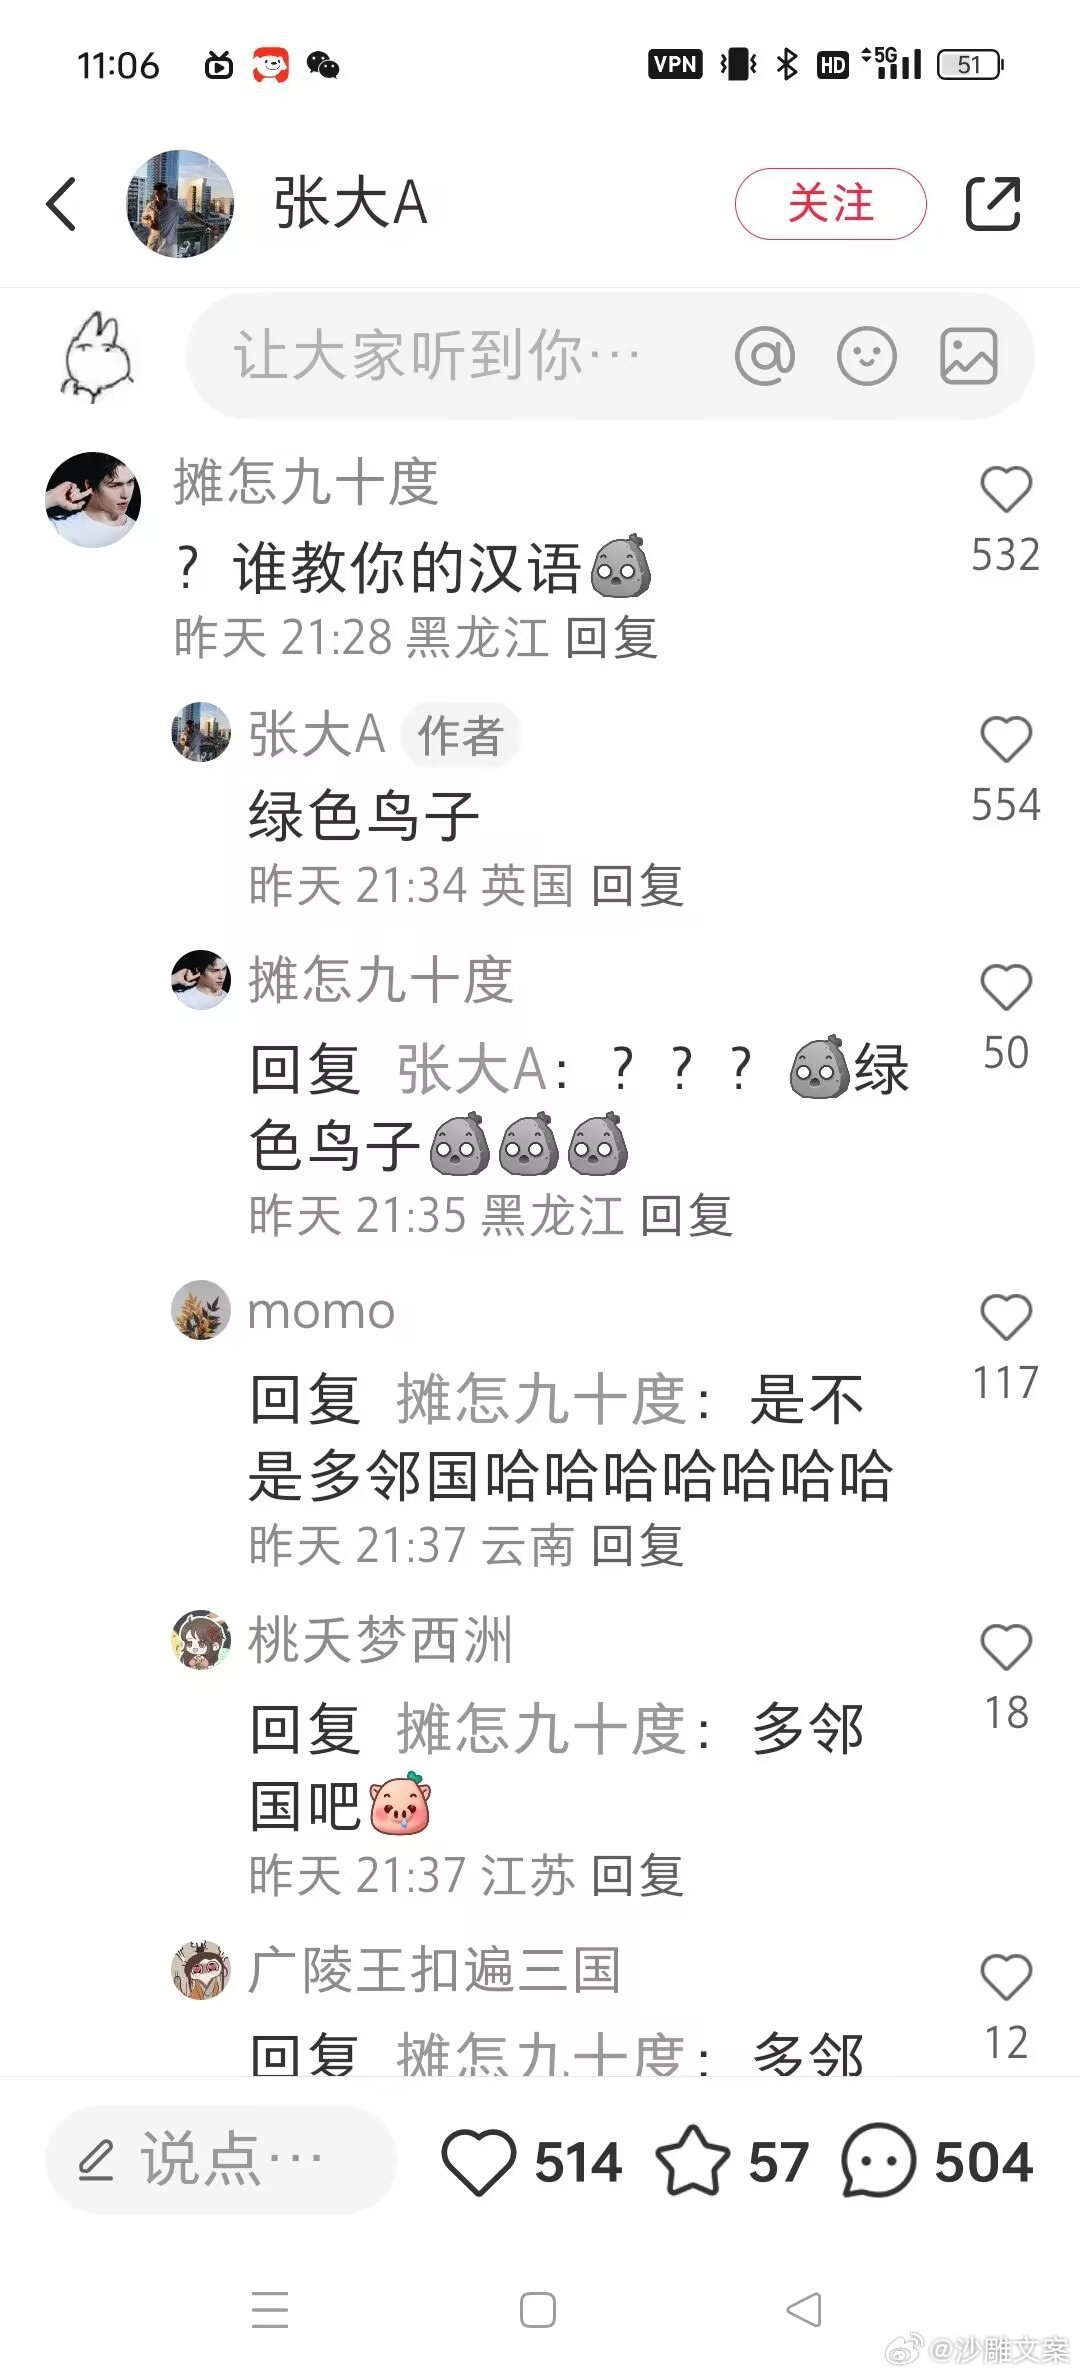 11:06 VPN HD 5G 51
张大A 关注
让大家听到你…
摊怎九十度
？谁教你的汉语
532
昨天 21:28 黑龙江 回复
张大A 作者
绿色鸟子
554
昨天 21:34 英国 回复
摊怎九十度
回复 张大A：？？？绿
50
色鸟子
昨天 21:35 黑龙江 回复
momo
回复 摊怎九十度：是不
117
是多邻国哈哈哈哈哈哈哈
昨天 21:37 云南 回复
桃夭梦西洲
回复 摊怎九十度：多邻
18
国吧
昨天 21:37 江苏 回复
广陵王扣遍三国
回复 摊怎九十度：多邻
12
说点… 514 57 504
@沙雕文案